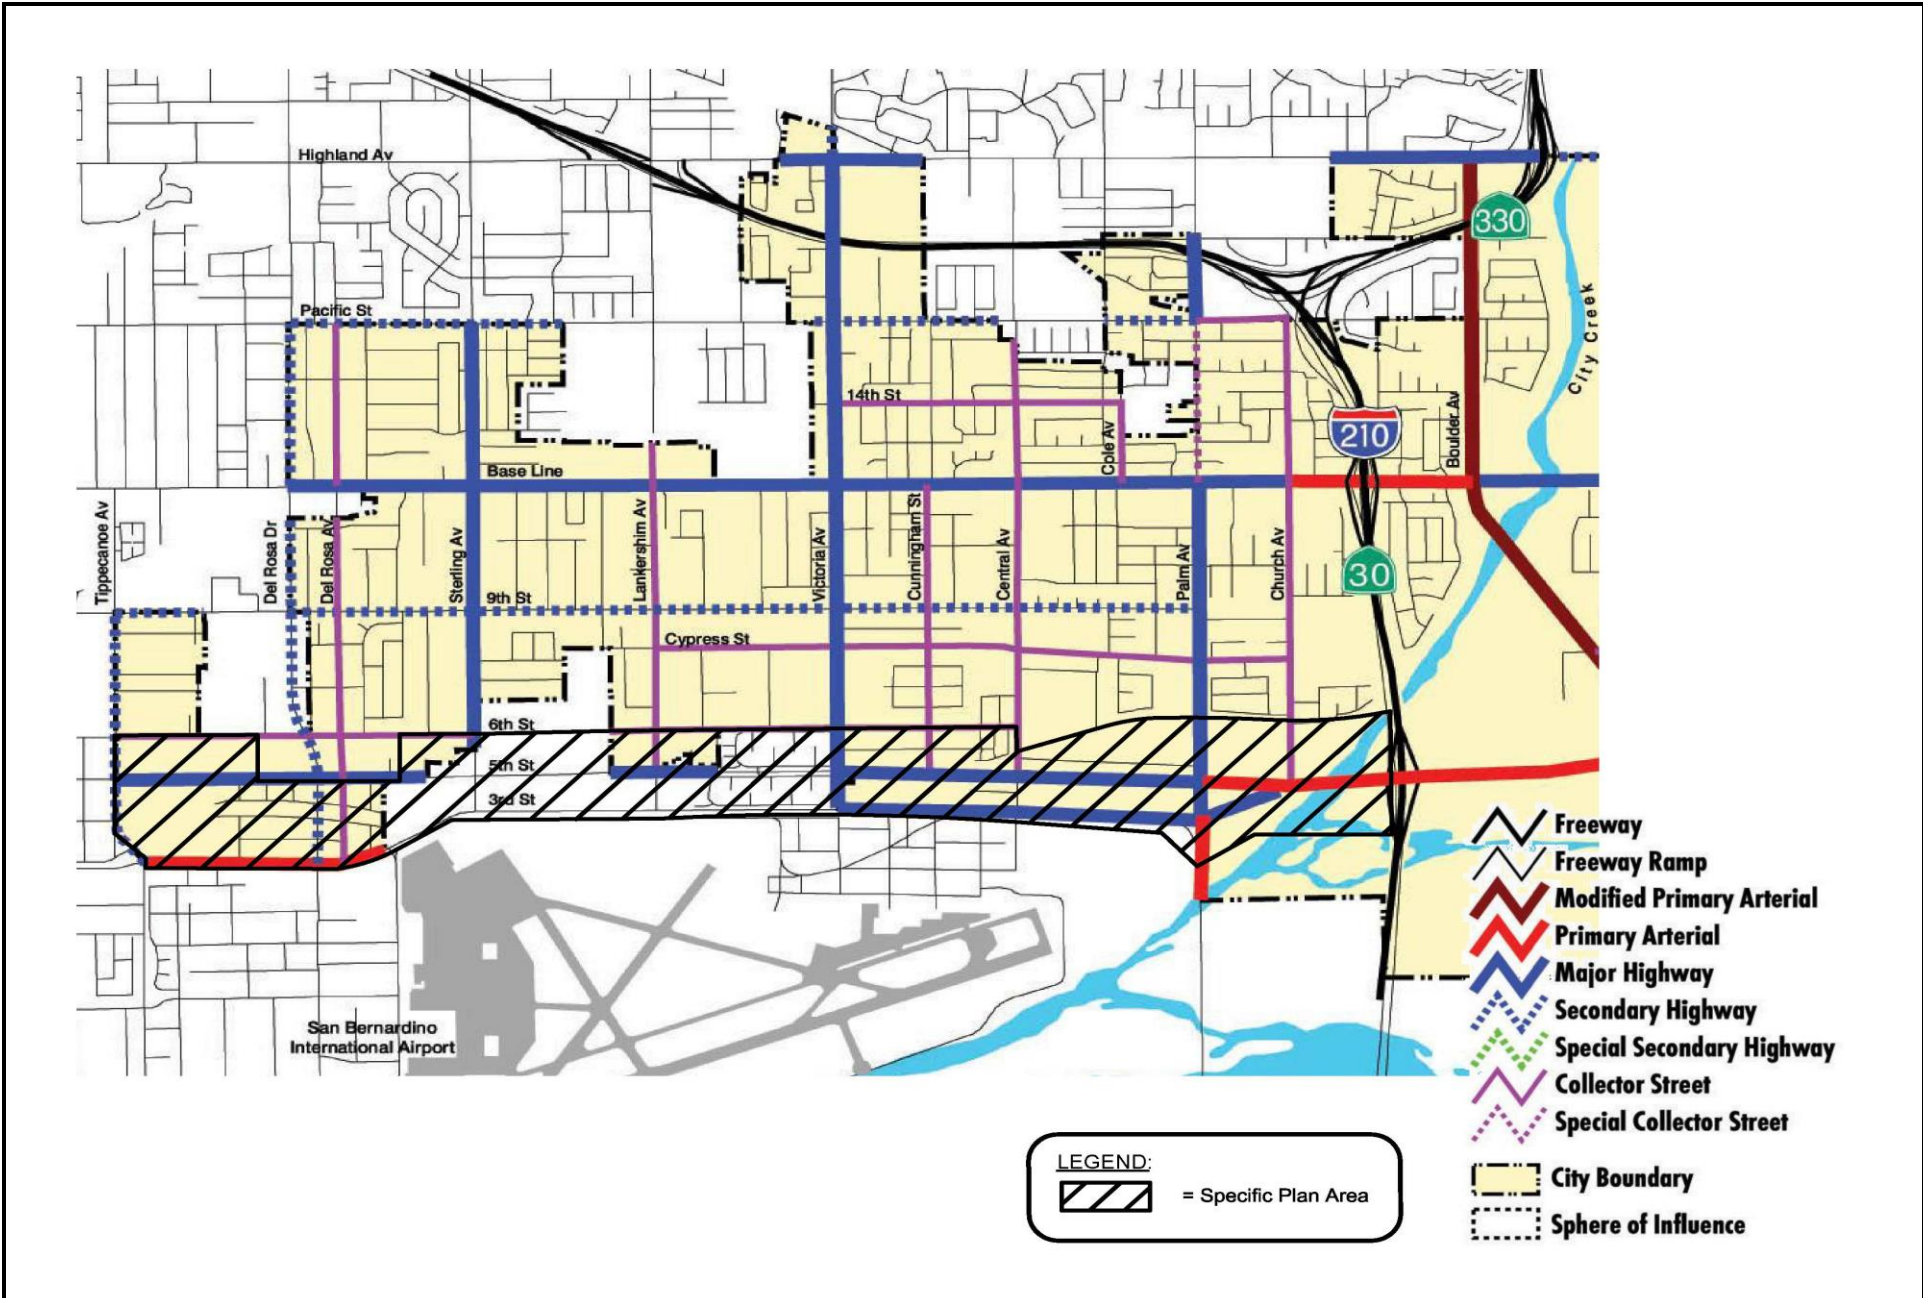 Highland Av
330
City Creek
Pacific St
14th St
Cole Av
210
Boulder Av
Base Line
Tippecanoe Av
Del Rosa Dr
Del Rosa Av
Sterling Av
Lankershim Av
Victoria Av
Cunningham St
Central Av
Palm Av
Church Av
30
9th St
Cypress St
6th St
5th St
3rd St
San Bernardino
International Airport
Freeway
Freeway Ramp
Modified Primary Arterial
Primary Arterial
Major Highway
Secondary Highway
Special Secondary Highway
Collector Street
Special Collector Street
City Boundary
Sphere of Influence
LEGEND:
= Specific Plan Area